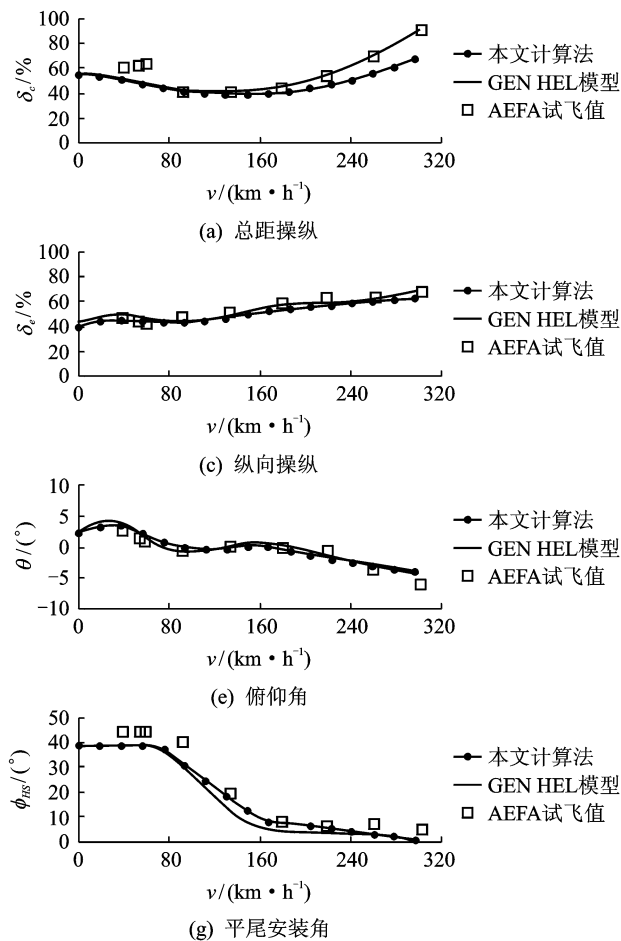 100
80
60
40
20
0
δc/%
0 80 160 240 320
v/(km·h⁻¹)
本文计算法
GEN HEL模型
AEFA试飞值
(a) 总距操纵
100
80
60
40
20
0
δe/%
0 80 160 240 320
v/(km·h⁻¹)
本文计算法
GEN HEL模型
AEFA试飞值
(c) 纵向操纵
10
5
0
−5
−10
θ/(°)
0 80 160 240 320
v/(km·h⁻¹)
本文计算法
GEN HEL模型
AEFA试飞值
(e) 俯仰角
50
40
30
20
10
0
ϕHS/(°)
0 80 160 240 320
v/(km·h⁻¹)
本文计算法
GEN HEL模型
AEFA试飞值
(g) 平尾安装角